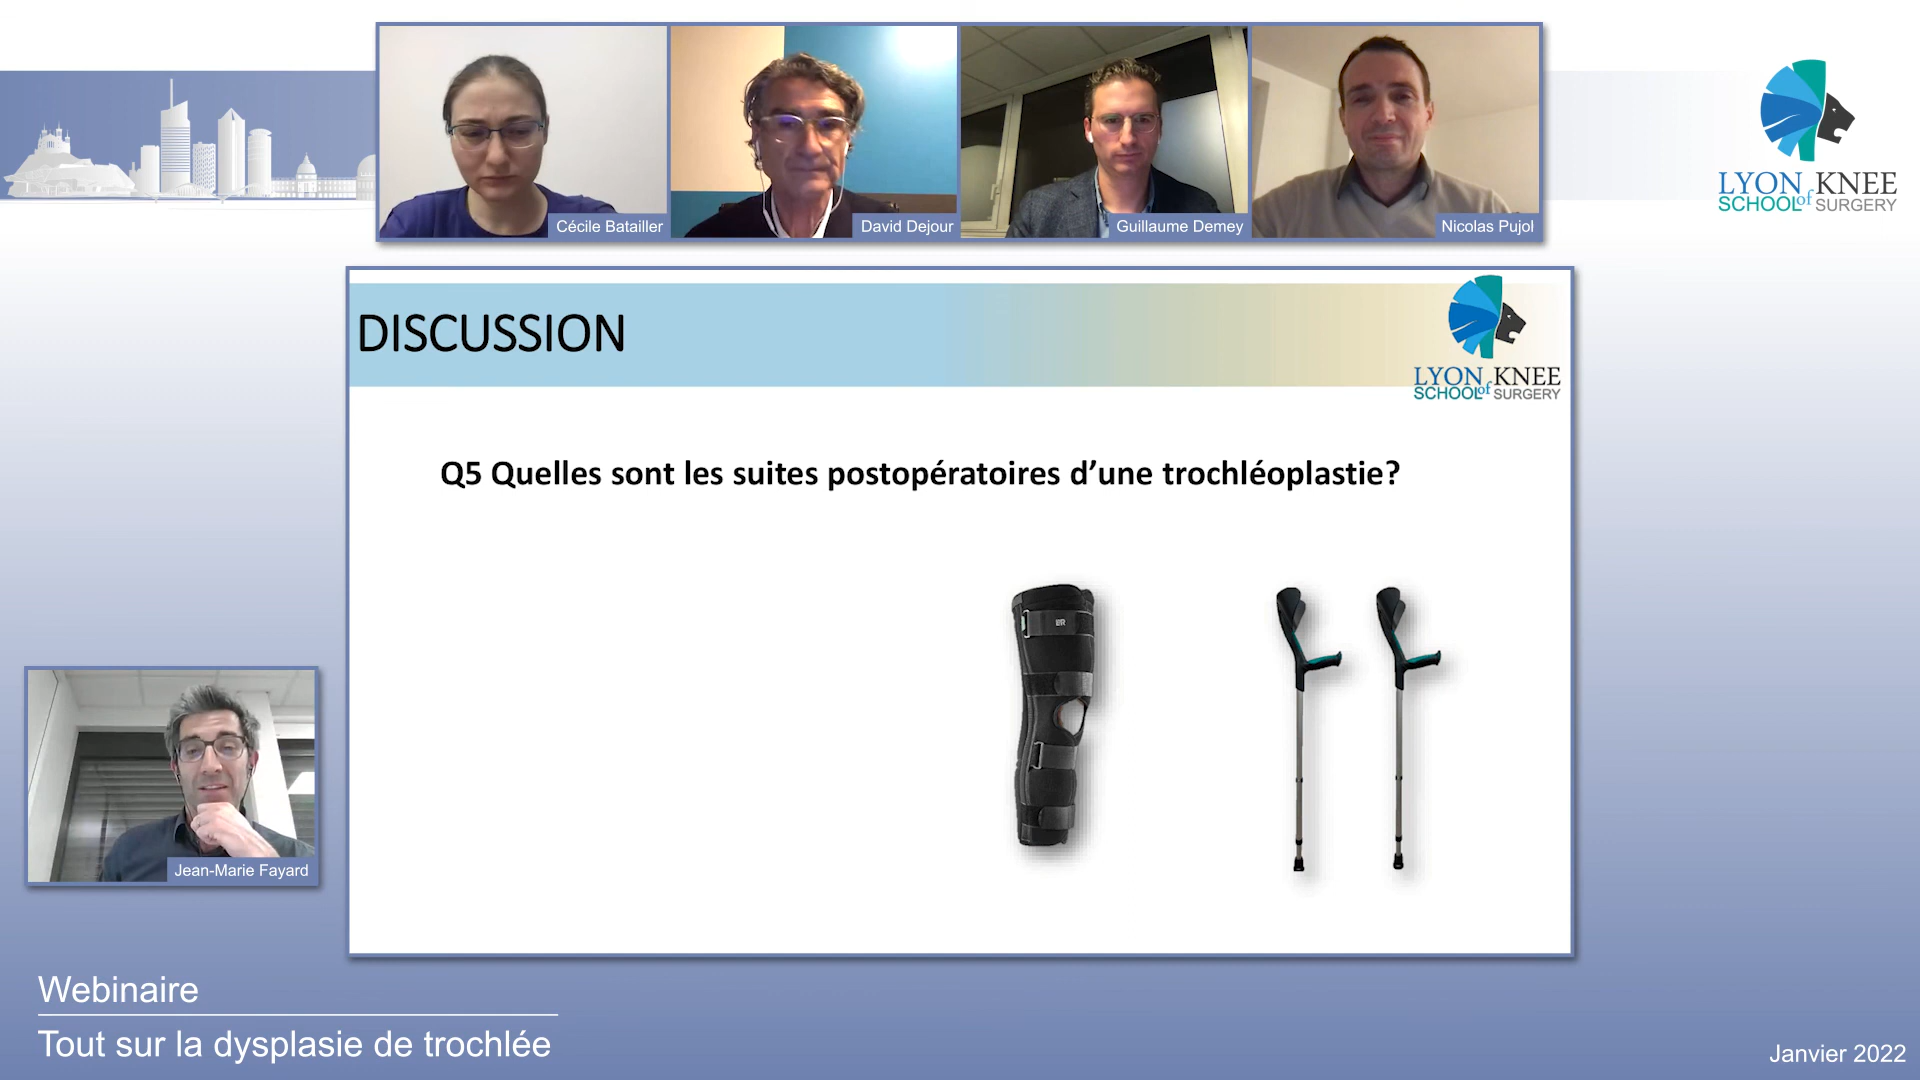 Cécile Batailler
David Dejour
Guillaume Demey
Nicolas Pujol
LYON KNEE
SCHOOL of SURGERY
DISCUSSION
LYON KNEE
SCHOOL of SURGERY
Q5 Quelles sont les suites postopératoires d’une trochléoplastie?
Jean-Marie Fayard
Webinaire
Tout sur la dysplasie de trochlée
Janvier 2022